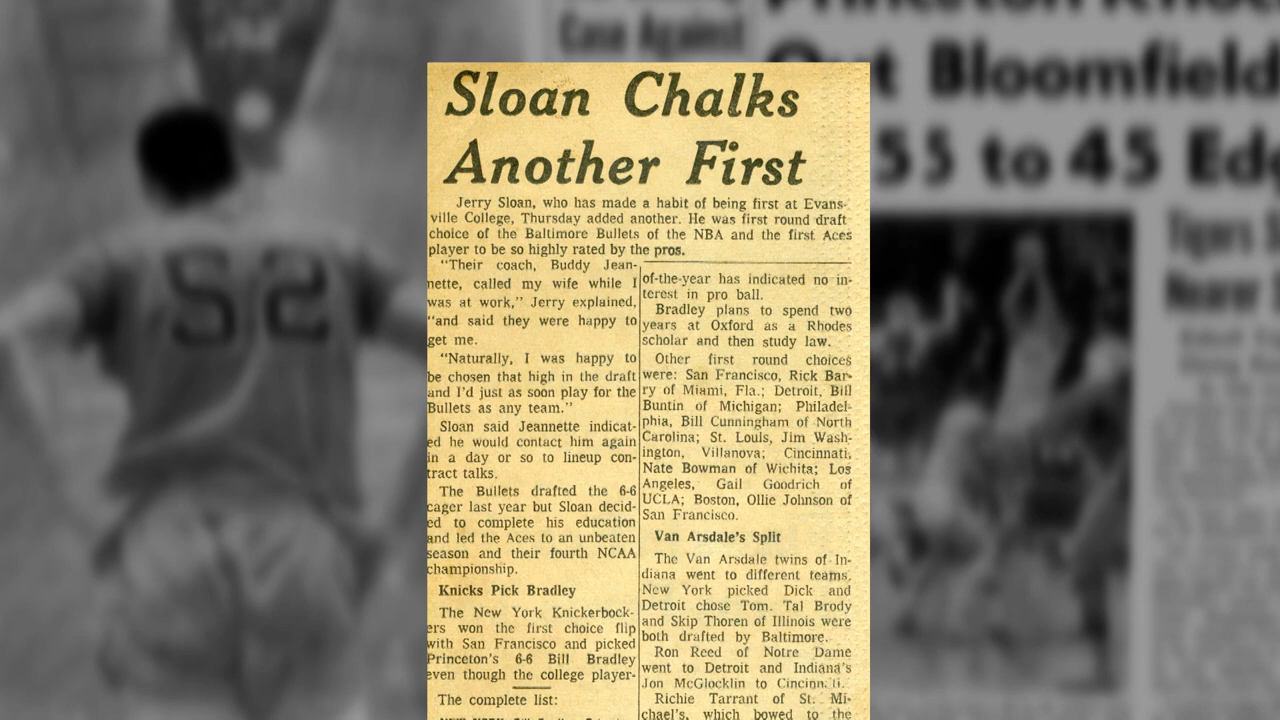 Case Against
Out Bloomfield
55 to 45
52
Sloan Chalks
Another First
Jerry Sloan, who has made a habit of being first at Evans-
ville College, Thursday added another. He was first round draft
choice of the Baltimore Bullets of the NBA and the first Aces
player to be so highly rated by the pros.
"Their coach, Buddy Jean-
nette, called my wife while I
was at work," Jerry explained,
"and said they were happy to
get me.
"Naturally, I was happy to
be chosen that high in the draft
and I'd just as soon play for the
Bullets as any team."
Sloan said Jeannette indicat-
ed he would contact him again
in a day or so to lineup con-
tract talks.
The Bullets drafted the 6-6
cager last year but Sloan decid-
ed to complete his education
and led the Aces to an unbeaten
season and their fourth NCAA
championship.
Knicks Pick Bradley
The New York Knickerbock-
ers won the first choice flip
with San Francisco and picked
Princeton's 6-6 Bill Bradley
even though the college player-
The complete list:
of-the-year has indicated no in-
terest in pro ball.
Bradley plans to spend two
years at Oxford as a Rhodes
scholar and then study law.
Other first round choices
were: San Francisco, Rick Bar-
ry of Miami, Fla.; Detroit, Bill
Buntin of Michigan; Philadel-
phia, Bill Cunningham of North
Carolina; St. Louis, Jim Wash-
ington, Villanova; Cincinnati,
Nate Bowman of Wichita; Los
Angeles, Gail Goodrich of
UCLA; Boston, Ollie Johnson of
San Francisco.
Van Arsdale's Split
The Van Arsdale twins of In-
diana went to different teams.
New York picked Dick and
Detroit chose Tom. Tal Brody
and Skip Thoren of Illinois were
both drafted by Baltimore.
Ron Reed of Notre Dame
went to Detroit and Indiana's
Jon McGlocklin to Cincinnati.
Richie Tarrant of St. Mi-
chael's, which bowed to the